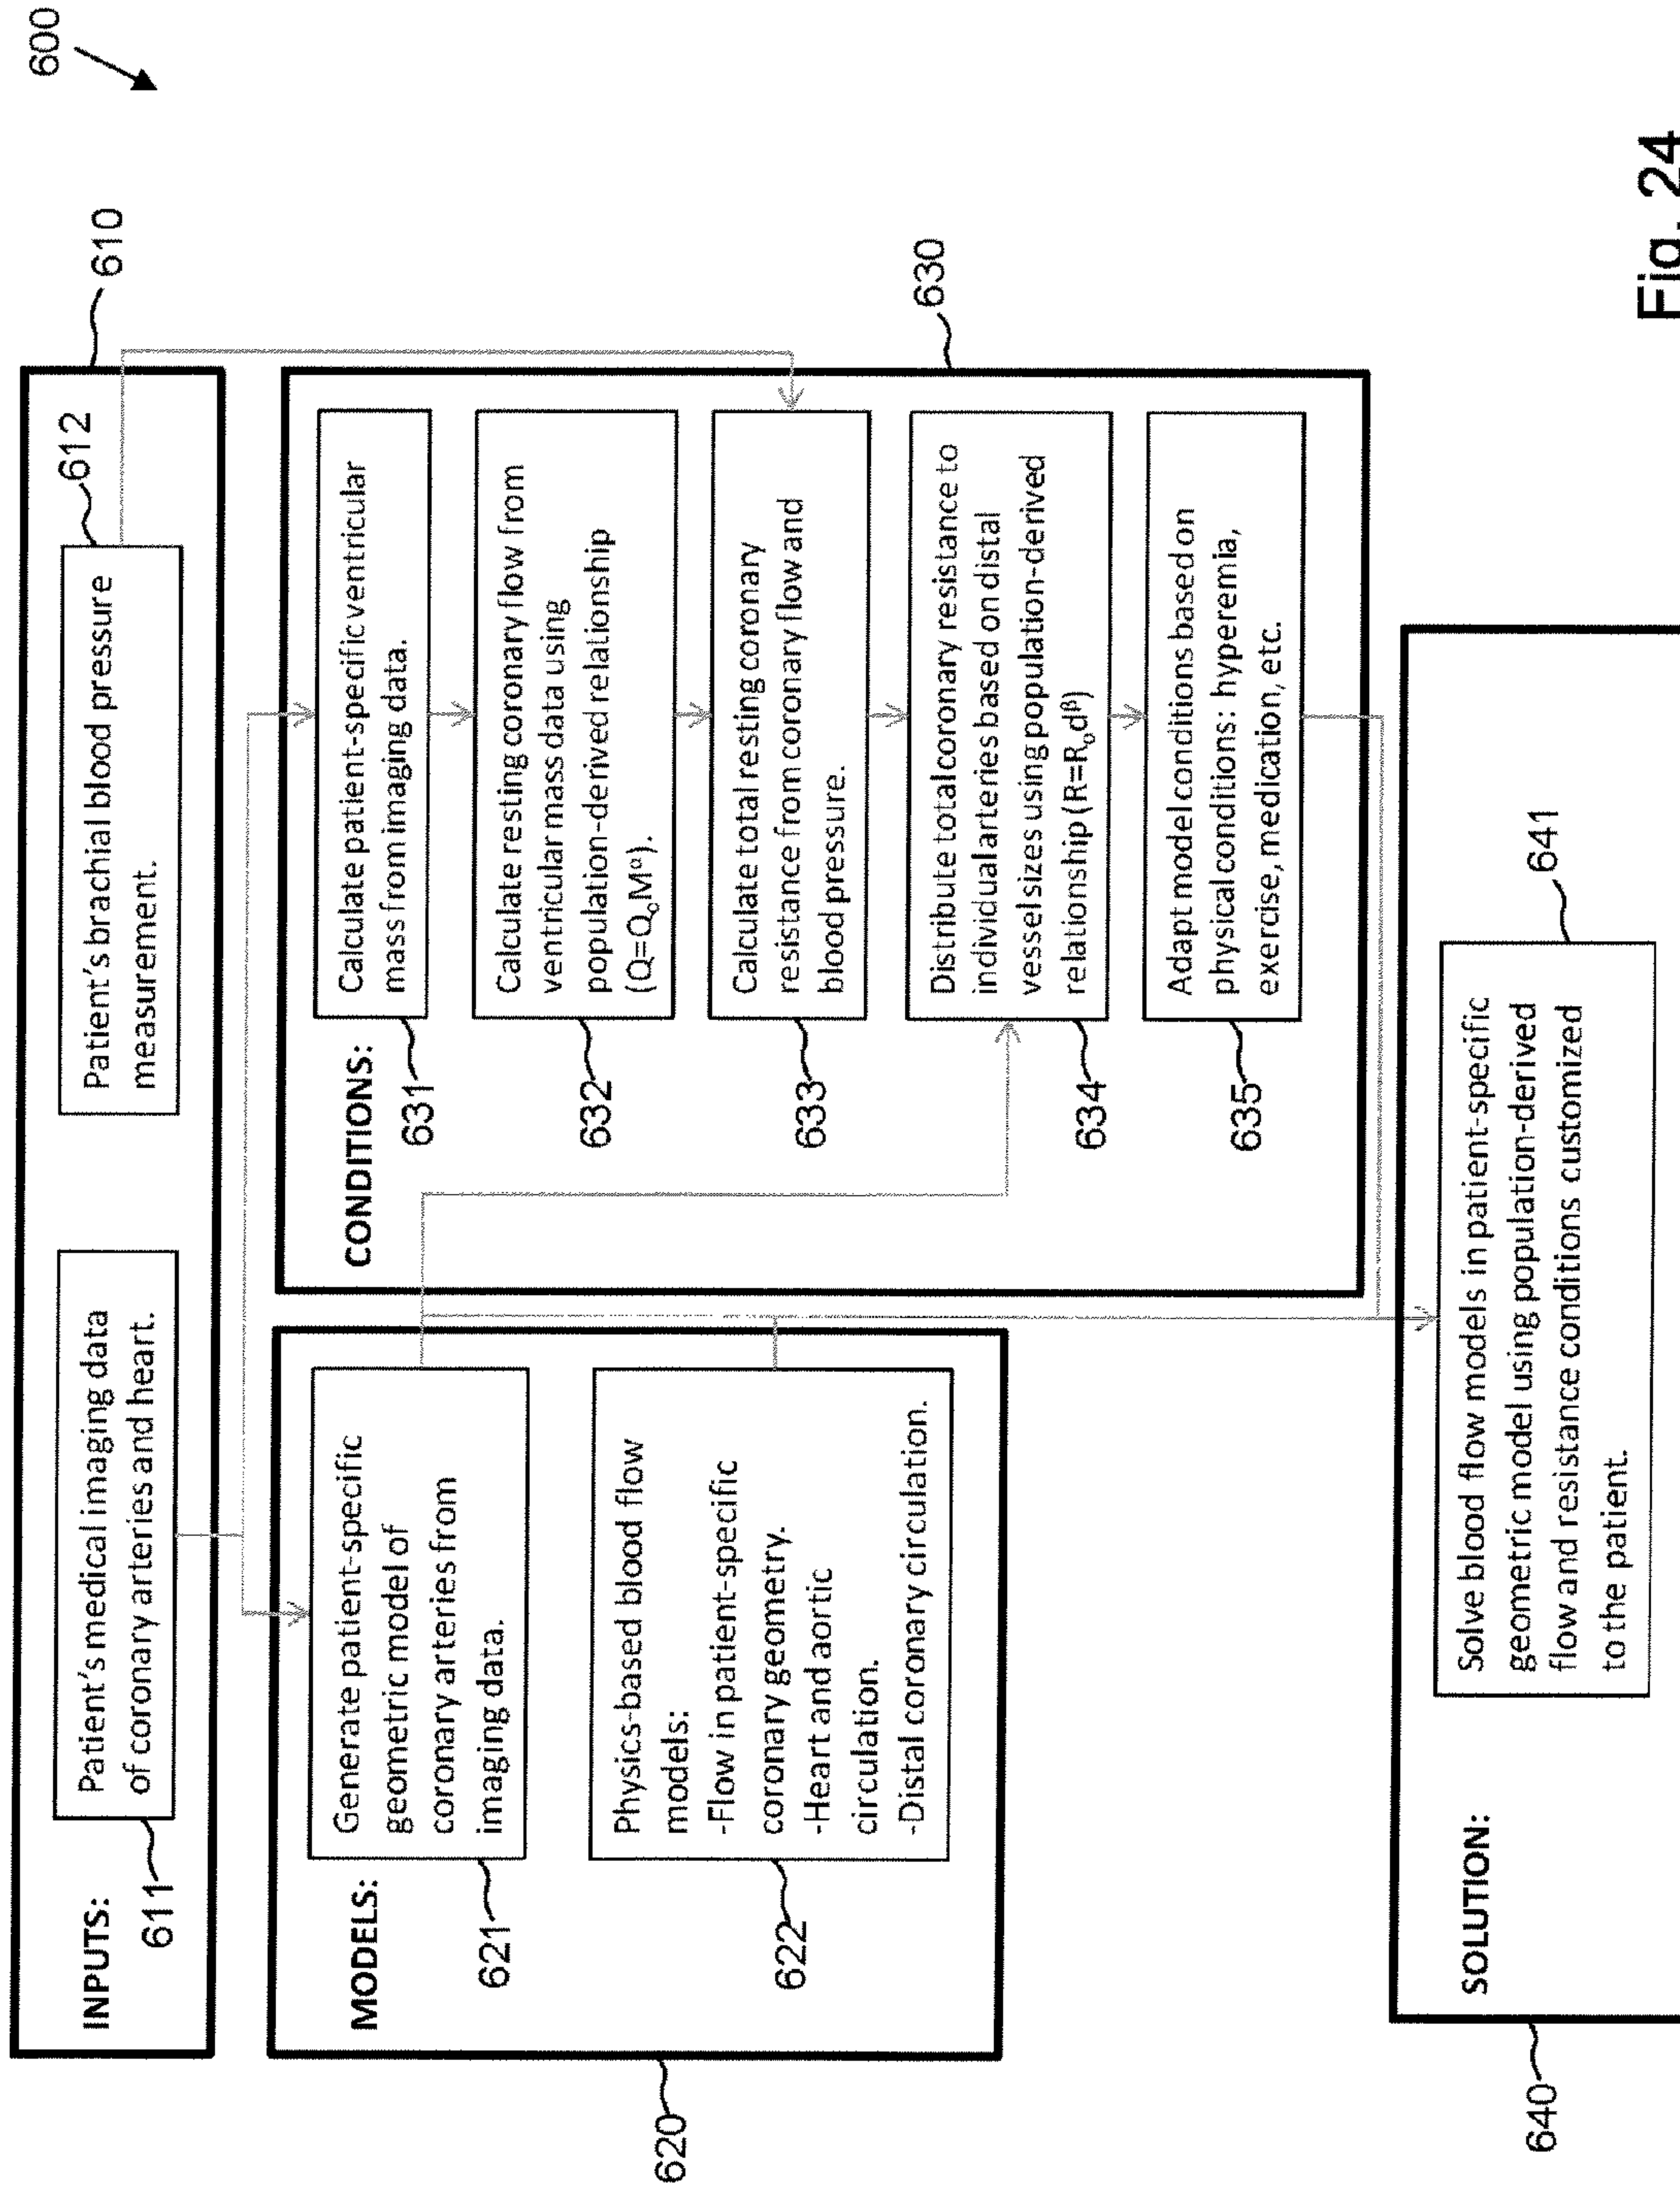 600
610
INPUTS:
611
Patient's medical imaging data
of coronary arteries and heart.
612
Patient's brachial blood pressure
measurement.
620
MODELS:
621
Generate patient-specific
geometric model of
coronary arteries from
imaging data.
622
Physics-based blood flow
models:
-Flow in patient-specific
coronary geometry.
-Heart and aortic
circulation.
-Distal coronary circulation.
630
CONDITIONS:
631
Calculate patient-specific ventricular
mass from imaging data.
632
Calculate resting coronary flow from
ventricular mass data using
population-derived relationship
(Q=QₒMᵅ).
633
Calculate total resting coronary
resistance from coronary flow and
blood pressure.
634
Distribute total coronary resistance to
individual arteries based on distal
vessel sizes using population-derived
relationship (R=Rₒdᵝ)
635
Adapt model conditions based on
physical conditions: hyperemia,
exercise, medication, etc.
640
SOLUTION:
641
Solve blood flow models in patient-specific
geometric model using population-derived
flow and resistance conditions customized
to the patient.
Fig. 24